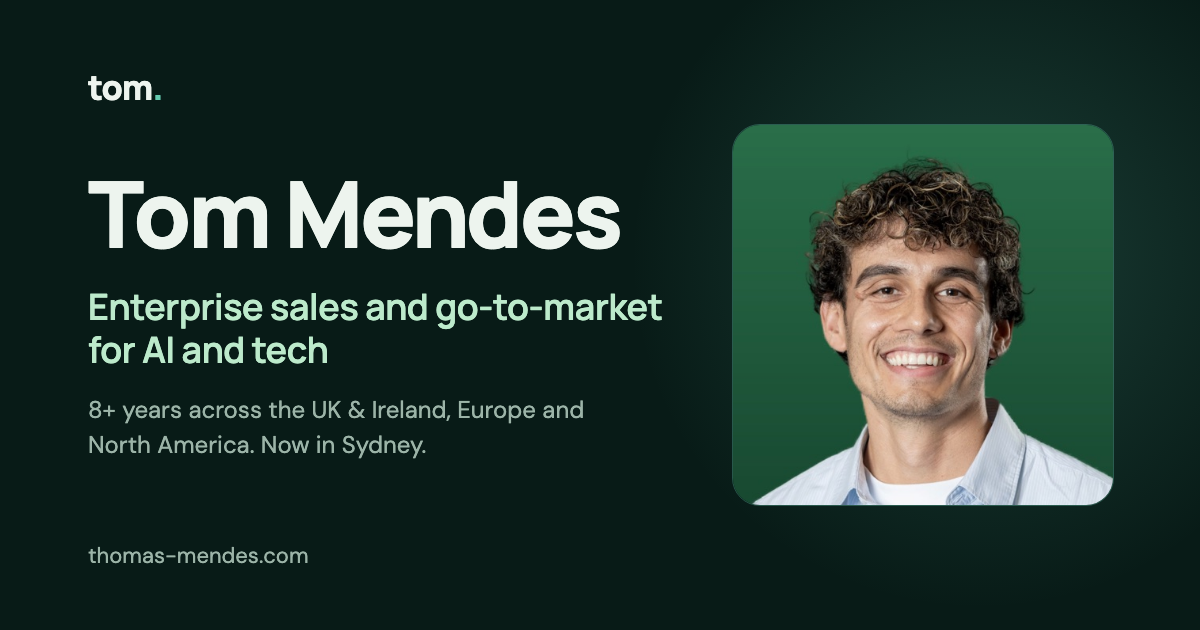 tom.
Tom Mendes
Enterprise sales and go-to-market
for AI and tech
8+ years across the UK & Ireland, Europe and
North America. Now in Sydney.
thomas-mendes.com